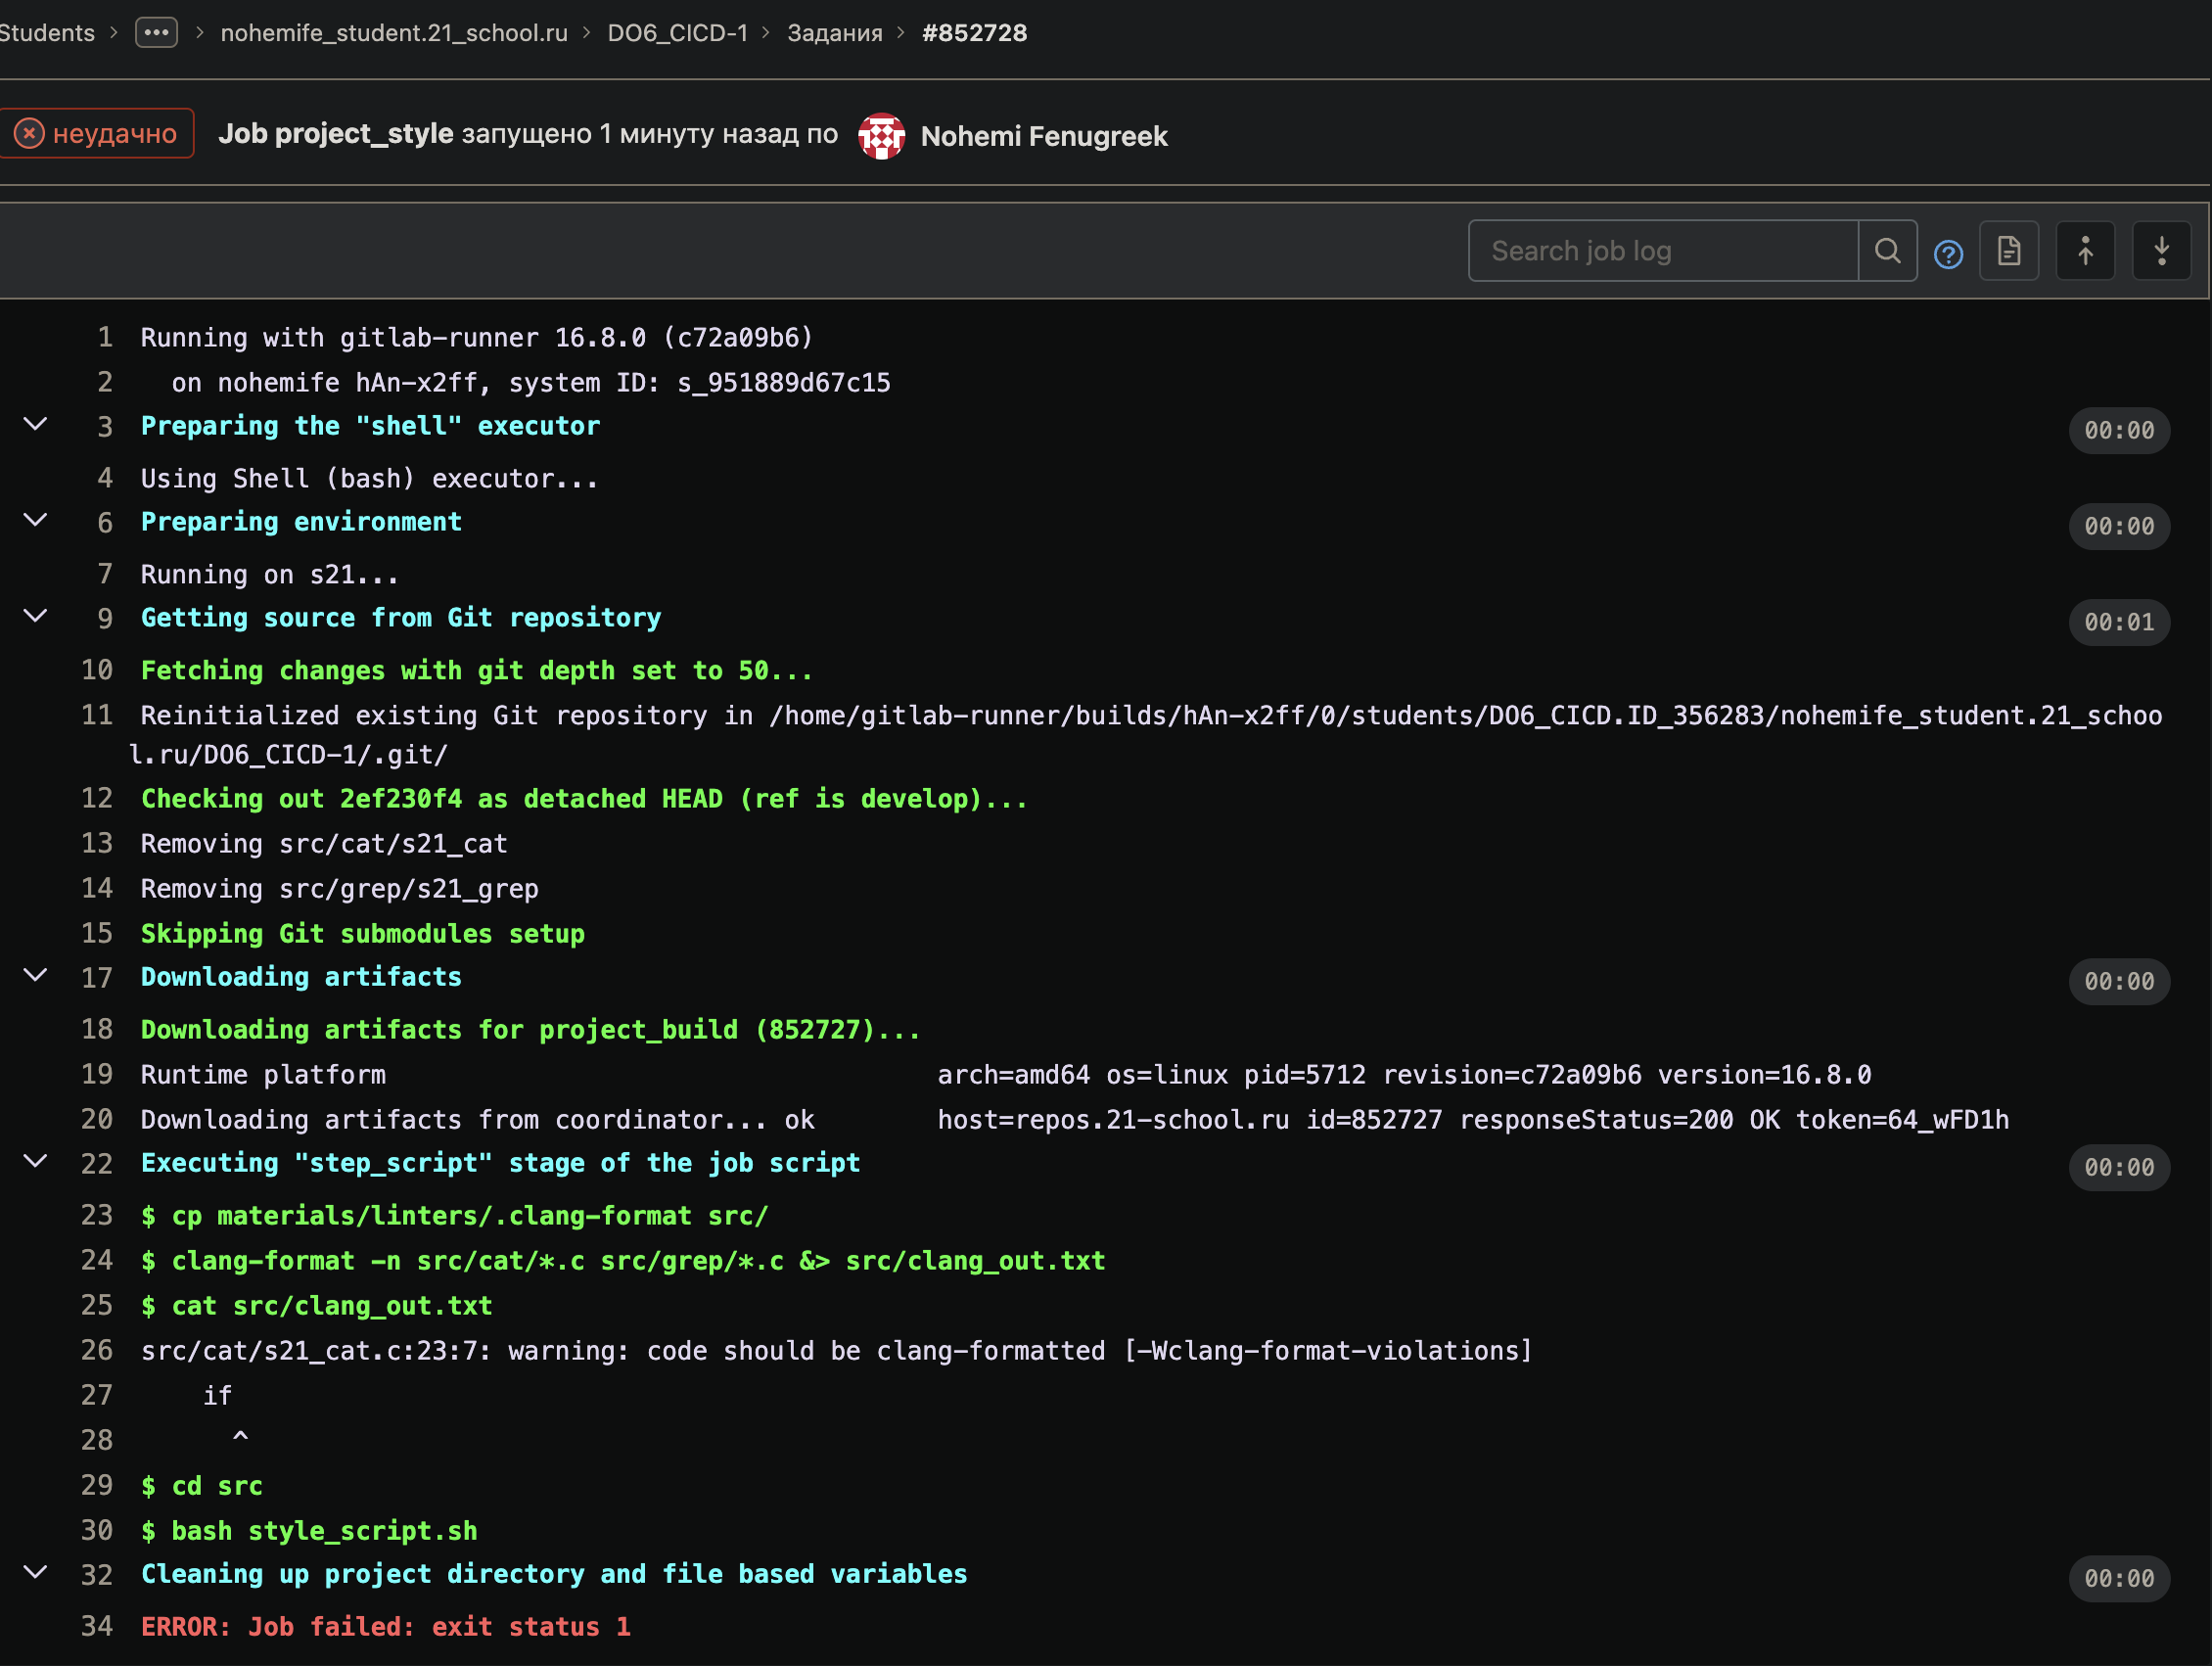 Students > ••• > nohemife_student.21_school.ru > DO6_CICD-1 > Задания > #852728
неудачно Job project_style запущено 1 минуту назад по Nohemi Fenugreek
Search job log
1 Running with gitlab-runner 16.8.0 (c72a09b6)
2 on nohemife hAn-x2ff, system ID: s_951889d67c15
3 Preparing the "shell" executor 00:00
4 Using Shell (bash) executor...
6 Preparing environment 00:00
7 Running on s21...
9 Getting source from Git repository 00:01
10 Fetching changes with git depth set to 50...
11 Reinitialized existing Git repository in /home/gitlab-runner/builds/hAn-x2ff/0/students/DO6_CICD.ID_356283/nohemife_student.21_schoo
l.ru/DO6_CICD-1/.git/
12 Checking out 2ef230f4 as detached HEAD (ref is develop)...
13 Removing src/cat/s21_cat
14 Removing src/grep/s21_grep
15 Skipping Git submodules setup
17 Downloading artifacts 00:00
18 Downloading artifacts for project_build (852727)...
19 Runtime platform arch=amd64 os=linux pid=5712 revision=c72a09b6 version=16.8.0
20 Downloading artifacts from coordinator... ok host=repos.21-school.ru id=852727 responseStatus=200 OK token=64_wFD1h
22 Executing "step_script" stage of the job script 00:00
23 $ cp materials/linters/.clang-format src/
24 $ clang-format -n src/cat/*.c src/grep/*.c &> src/clang_out.txt
25 $ cat src/clang_out.txt
26 src/cat/s21_cat.c:23:7: warning: code should be clang-formatted [-Wclang-format-violations]
27 if
28 ^
29 $ cd src
30 $ bash style_script.sh
32 Cleaning up project directory and file based variables 00:00
34 ERROR: Job failed: exit status 1